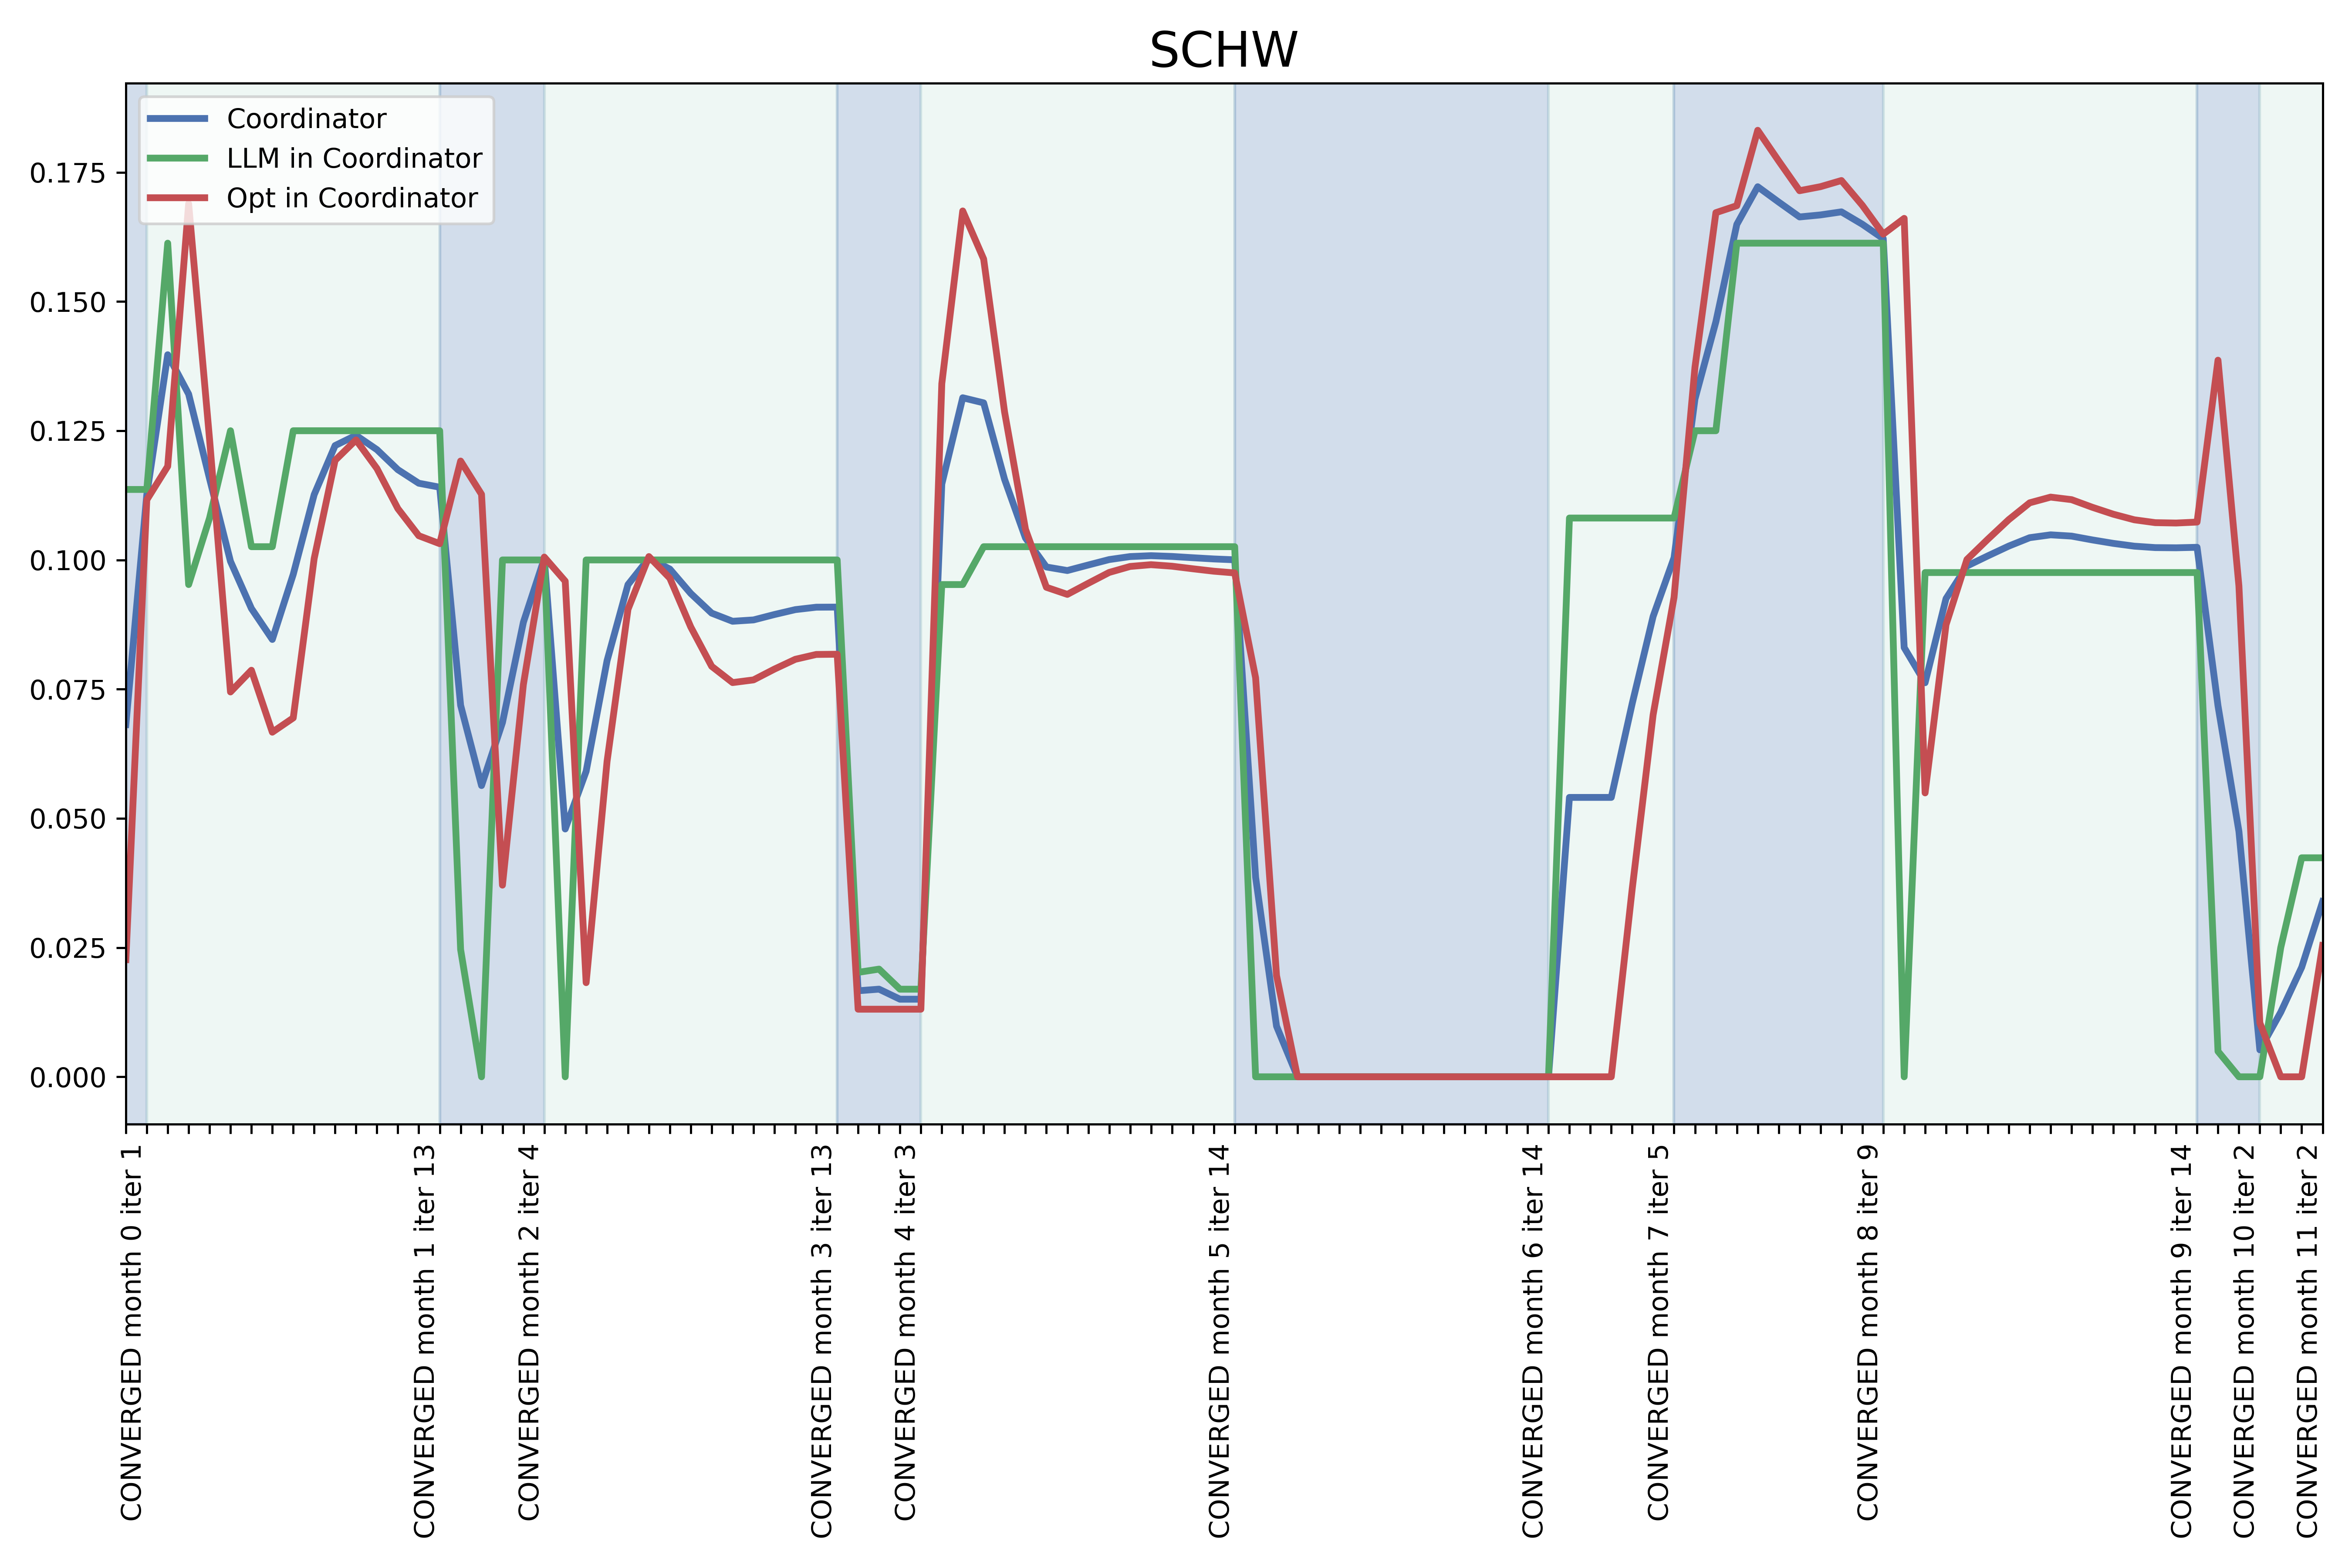 SCHW
Coordinator
LLM in Coordinator
Opt in Coordinator
0.175
0.150
0.125
0.100
0.075
0.050
0.025
0.000
CONVERGED month 0 iter 1
CONVERGED month 1 iter 13
CONVERGED month 2 iter 4
CONVERGED month 3 iter 13
CONVERGED month 4 iter 3
CONVERGED month 5 iter 14
CONVERGED month 6 iter 14
CONVERGED month 7 iter 5
CONVERGED month 8 iter 9
CONVERGED month 9 iter 14
CONVERGED month 10 iter 2
CONVERGED month 11 iter 2